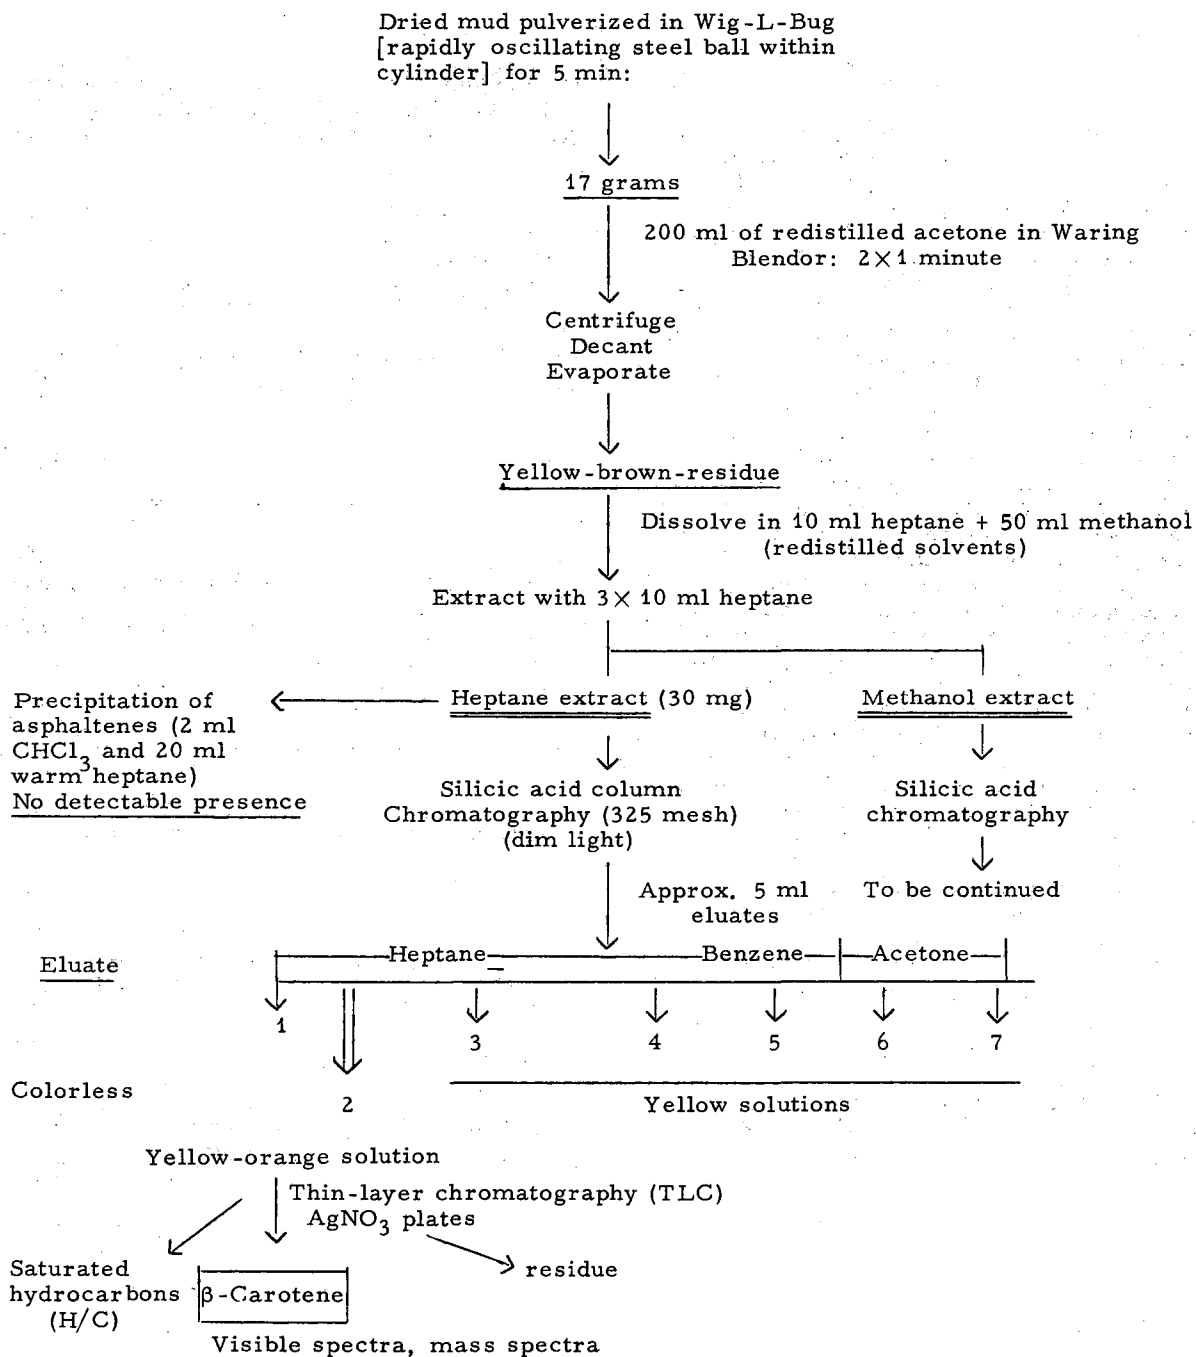 Dried mud pulverized in Wig-L-Bug
[rapidly oscillating steel ball within
cylinder] for 5 min:
17 grams
200 ml of redistilled acetone in Waring
Blendor: 2×1 minute
Centrifuge
Decant
Evaporate
Yellow-brown-residue
Dissolve in 10 ml heptane + 50 ml methanol
(redistilled solvents)
Extract with 3× 10 ml heptane
Precipitation of
asphaltenes (2 ml
CHCl3 and 20 ml
warm heptane)
No detectable presence
Heptane extract (30 mg)
Methanol extract
Silicic acid column
Chromatography (325 mesh)
(dim light)
Silicic acid
chromatography
Approx. 5 ml
eluates
To be continued
Eluate
Heptane
Benzene
Acetone
1
3
4
5
6
7
Colorless
2
Yellow solutions
Yellow-orange solution
Thin-layer chromatography (TLC)
AgNO3 plates
Saturated
hydrocarbons
(H/C)
β-Carotene
residue
Visible spectra, mass spectra